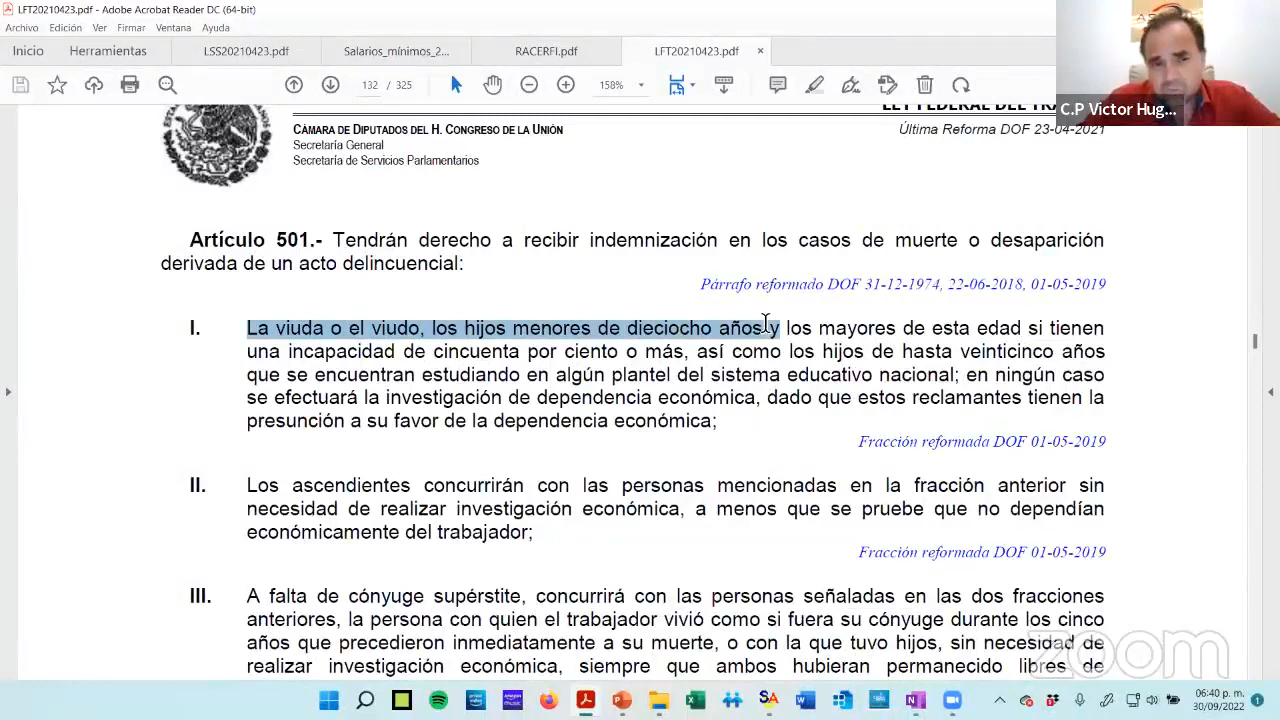 LFT20210423.pdf - Adobe Acrobat Reader DC (64-bit)
Archivo Edición Ver Firmar Ventana Ayuda
Inicio Herramientas LSS20210423.pdf Salarios_mínimos_2... RACERFI.pdf LFT20210423.pdf ×
132 / 325 158%
C.P Victor Hug...
CÁMARA DE DIPUTADOS DEL H. CONGRESO DE LA UNIÓN
Secretaría General
Secretaría de Servicios Parlamentarios
Última Reforma DOF 23-04-2021
Artículo 501.- Tendrán derecho a recibir indemnización en los casos de muerte o desaparición
derivada de un acto delincuencial:
Párrafo reformado DOF 31-12-1974, 22-06-2018, 01-05-2019
I. La viuda o el viudo, los hijos menores de dieciocho años y los mayores de esta edad si tienen
una incapacidad de cincuenta por ciento o más, así como los hijos de hasta veinticinco años
que se encuentran estudiando en algún plantel del sistema educativo nacional; en ningún caso
se efectuará la investigación de dependencia económica, dado que estos reclamantes tienen la
presunción a su favor de la dependencia económica;
Fracción reformada DOF 01-05-2019
II. Los ascendientes concurrirán con las personas mencionadas en la fracción anterior sin
necesidad de realizar investigación económica, a menos que se pruebe que no dependían
económicamente del trabajador;
Fracción reformada DOF 01-05-2019
III. A falta de cónyuge supérstite, concurrirá con las personas señaladas en las dos fracciones
anteriores, la persona con quien el trabajador vivió como si fuera su cónyuge durante los cinco
años que precedieron inmediatamente a su muerte, o con la que tuvo hijos, sin necesidad de
realizar investigación económica, siempre que ambos hubieran permanecido libres de
zoom
06:40 p. m.
30/09/2022